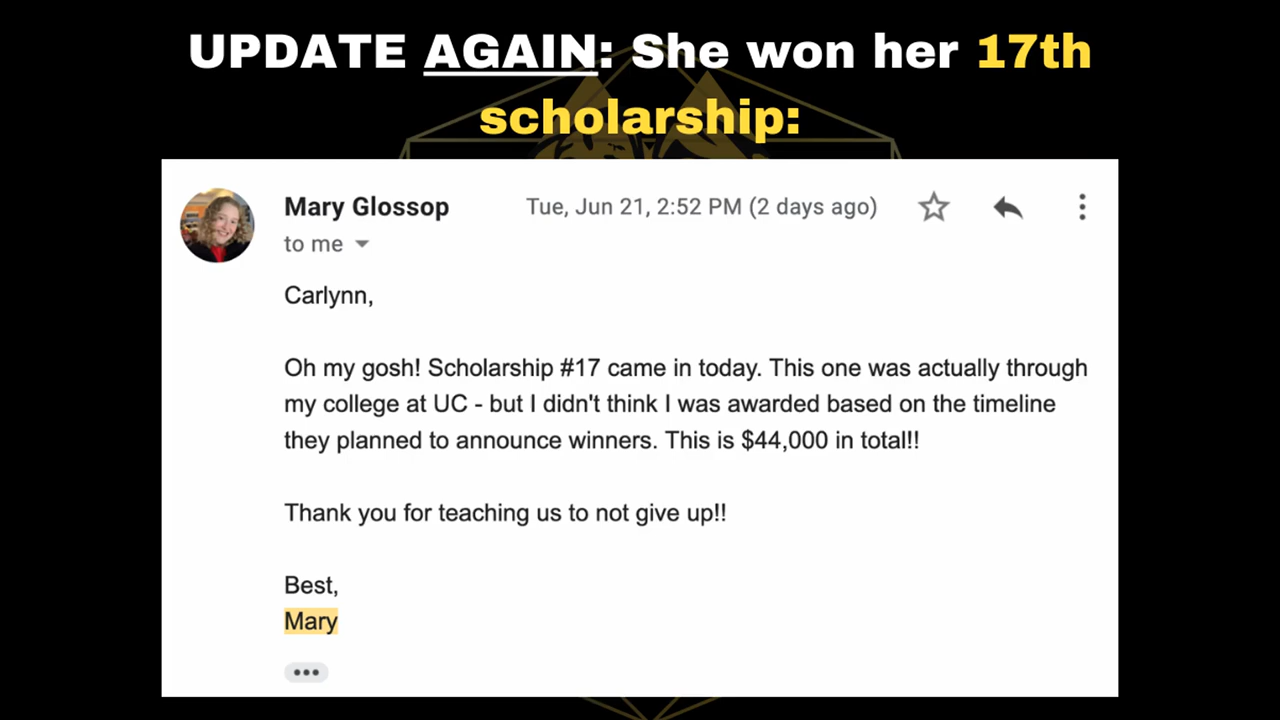 UPDATE AGAIN: She won her 17th
scholarship:
Mary Glossop
Tue, Jun 21, 2:52 PM (2 days ago)
to me
Carlynn,
Oh my gosh! Scholarship #17 came in today. This one was actually through
my college at UC - but I didn't think I was awarded based on the timeline
they planned to announce winners. This is $44,000 in total!!
Thank you for teaching us to not give up!!
Best,
Mary